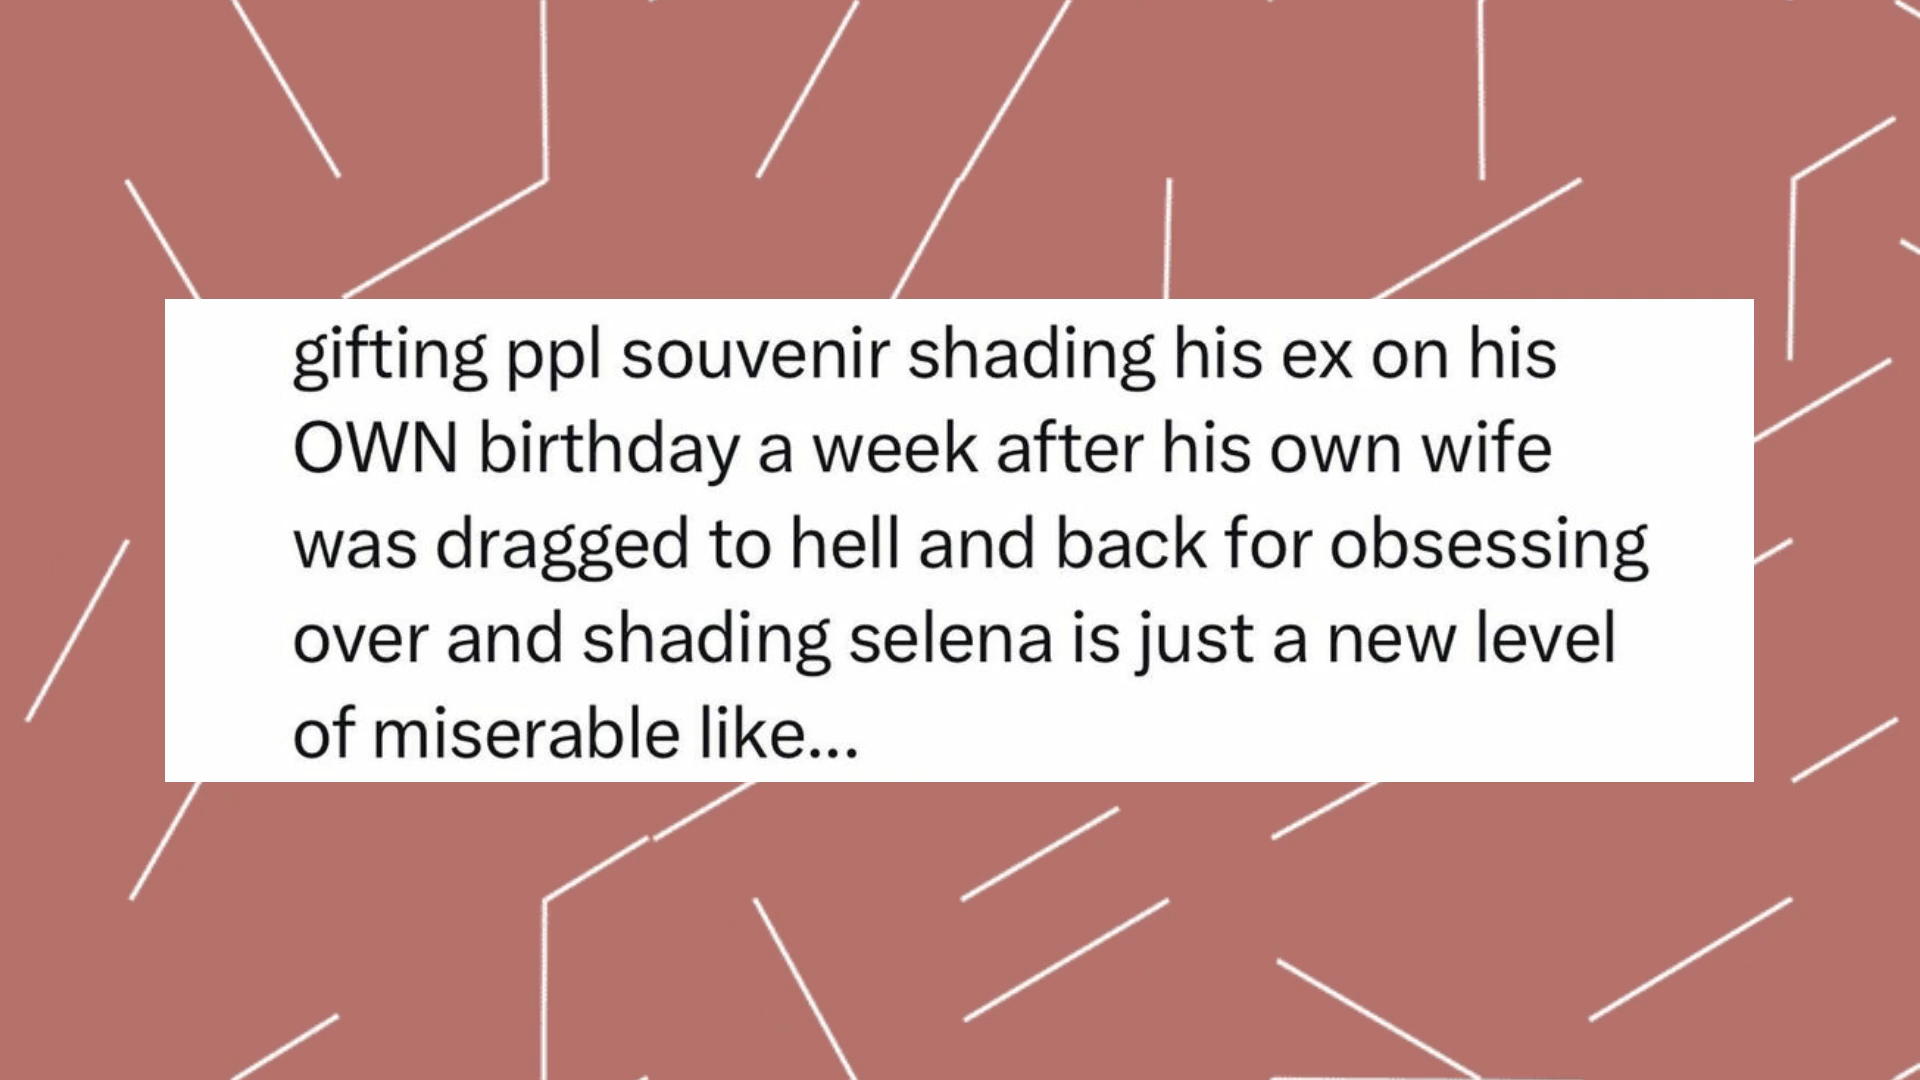 gifting ppl souvenir shading his ex on his
OWN birthday a week after his own wife
was dragged to hell and back for obsessing
over and shading selena is just a new level
of miserable like...